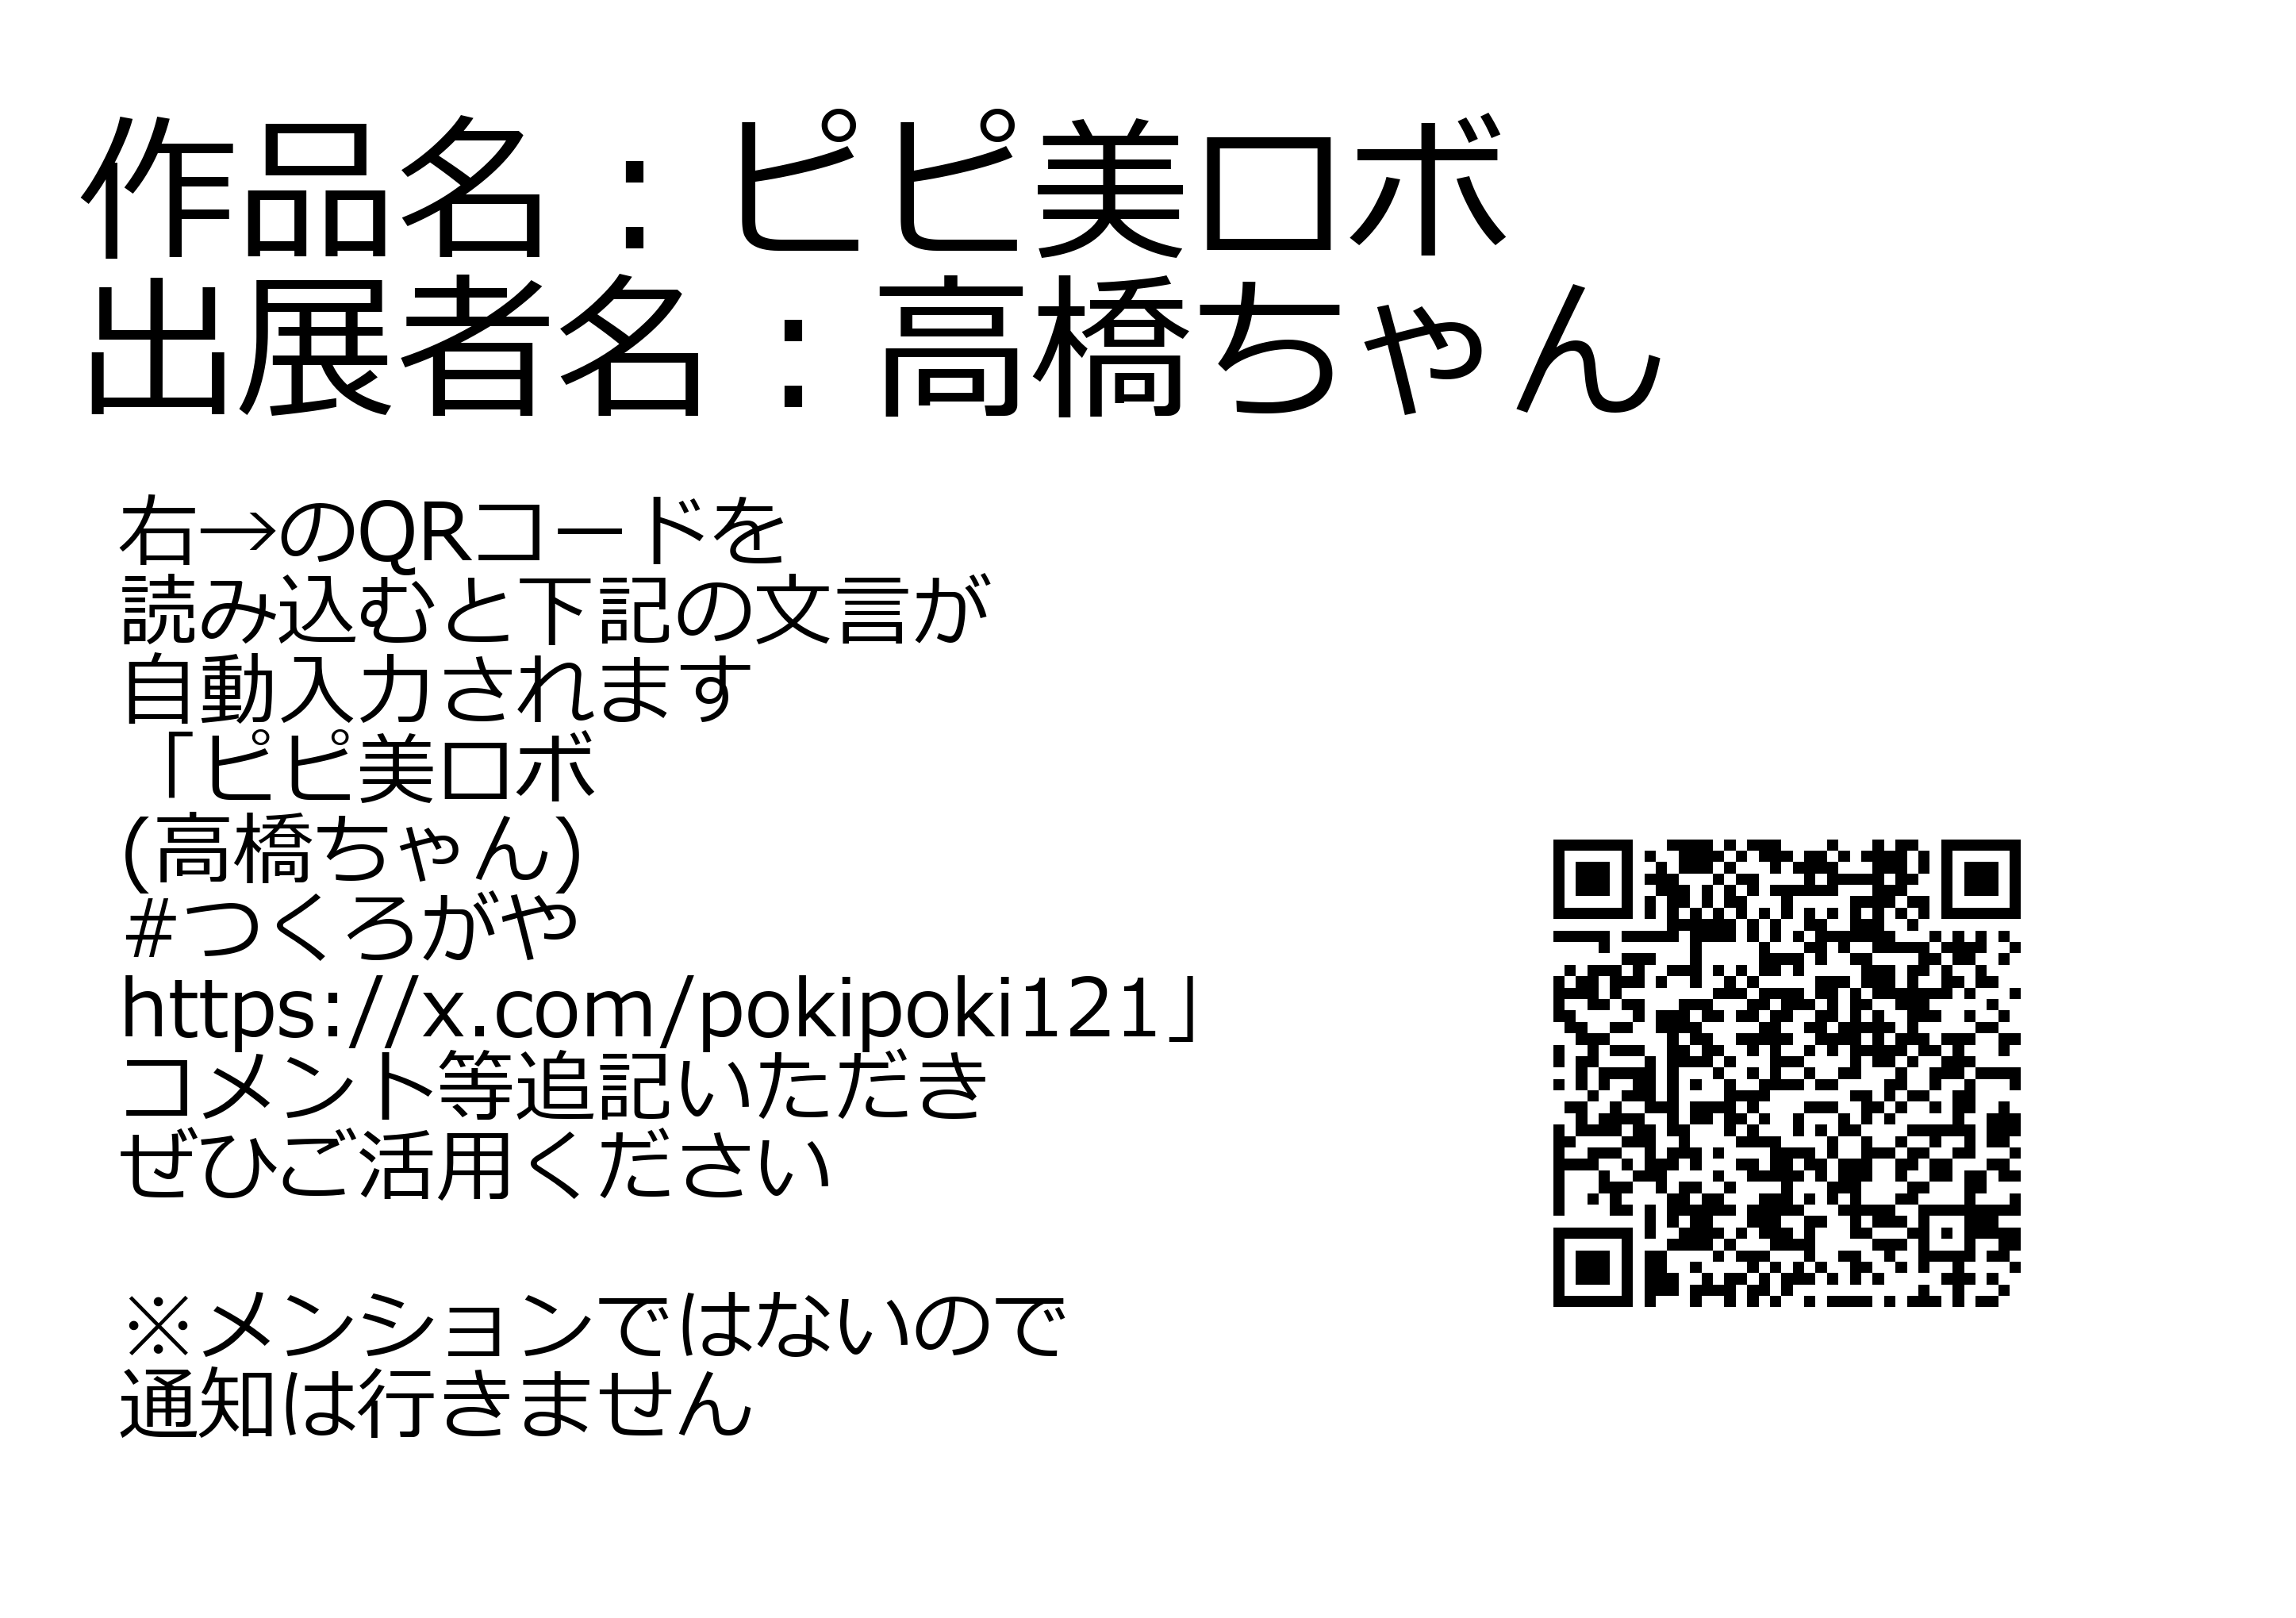 作品名：ピピ美ロボ
出展者名：高橋ちゃん
右→のQRコードを
読み込むと下記の文言が
自動入力されます
「ピピ美ロボ
(高橋ちゃん)
#つくろがや
https://x.com/pokipoki121」
コメント等追記いただき
ぜひご活用ください
※メンションではないので
通知は行きません